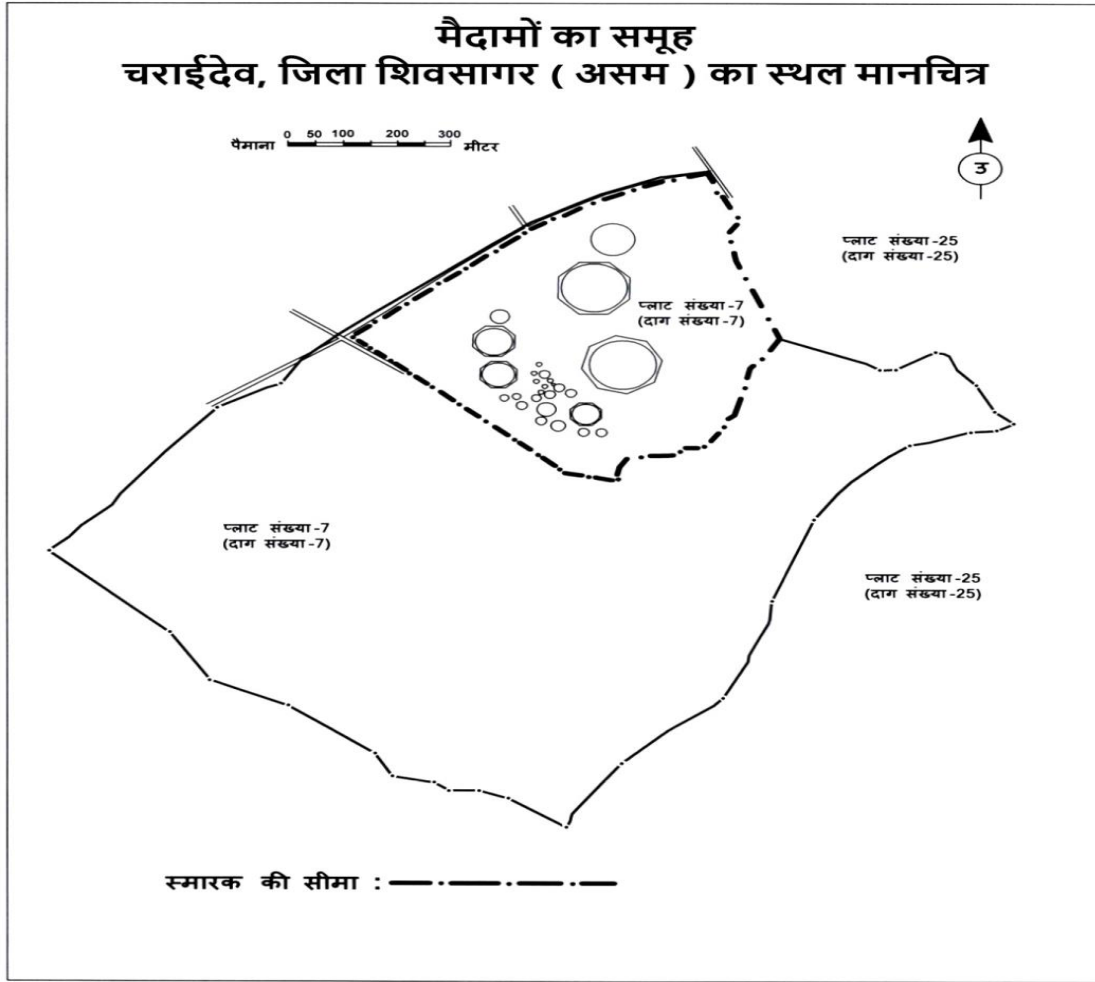 मैदामों का समूह
चराईदेव, जिला शिवसागर ( असम ) का स्थल मानचित्र
पैमाना 0 50 100 200 300 मीटर
उ
प्लाट संख्या-25
(दाग संख्या-25)
प्लाट संख्या-7
(दाग संख्या-7)
प्लाट संख्या-7
(दाग संख्या-7)
प्लाट संख्या-25
(दाग संख्या-25)
स्मारक की सीमा :